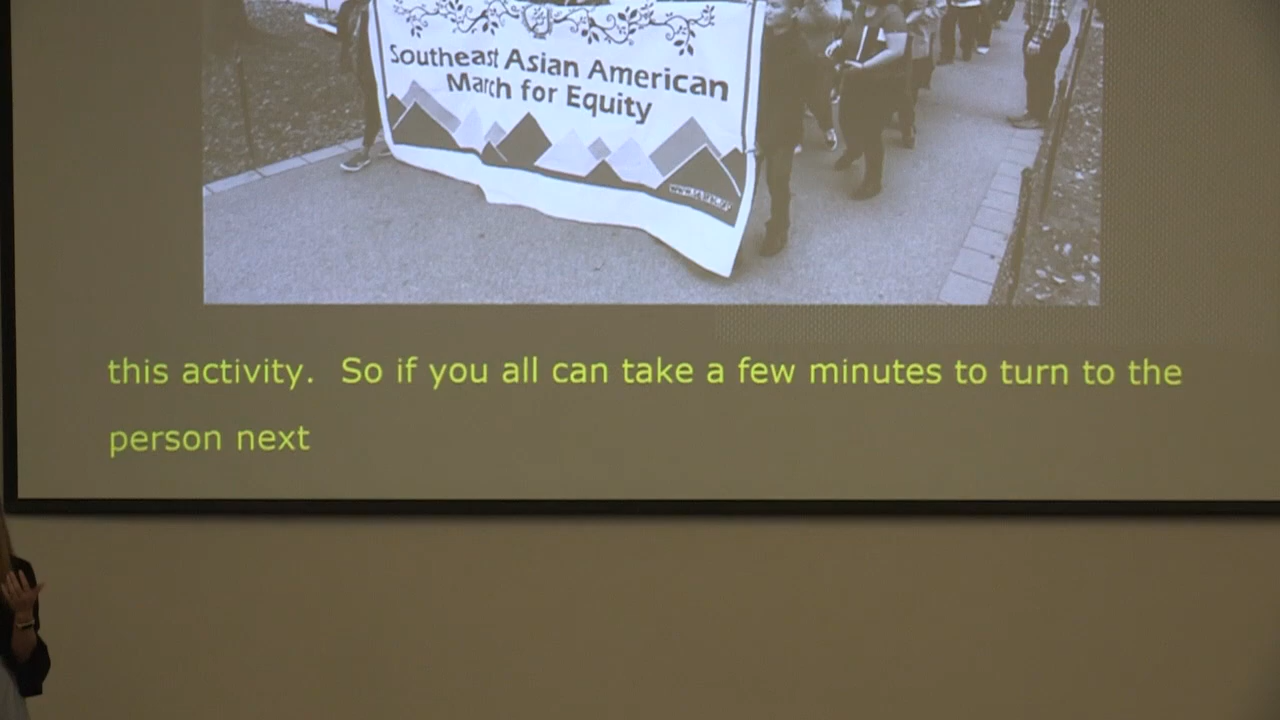 Southeast Asian American
March for Equity
this activity.  So if you all can take a few minutes to turn to the
person next